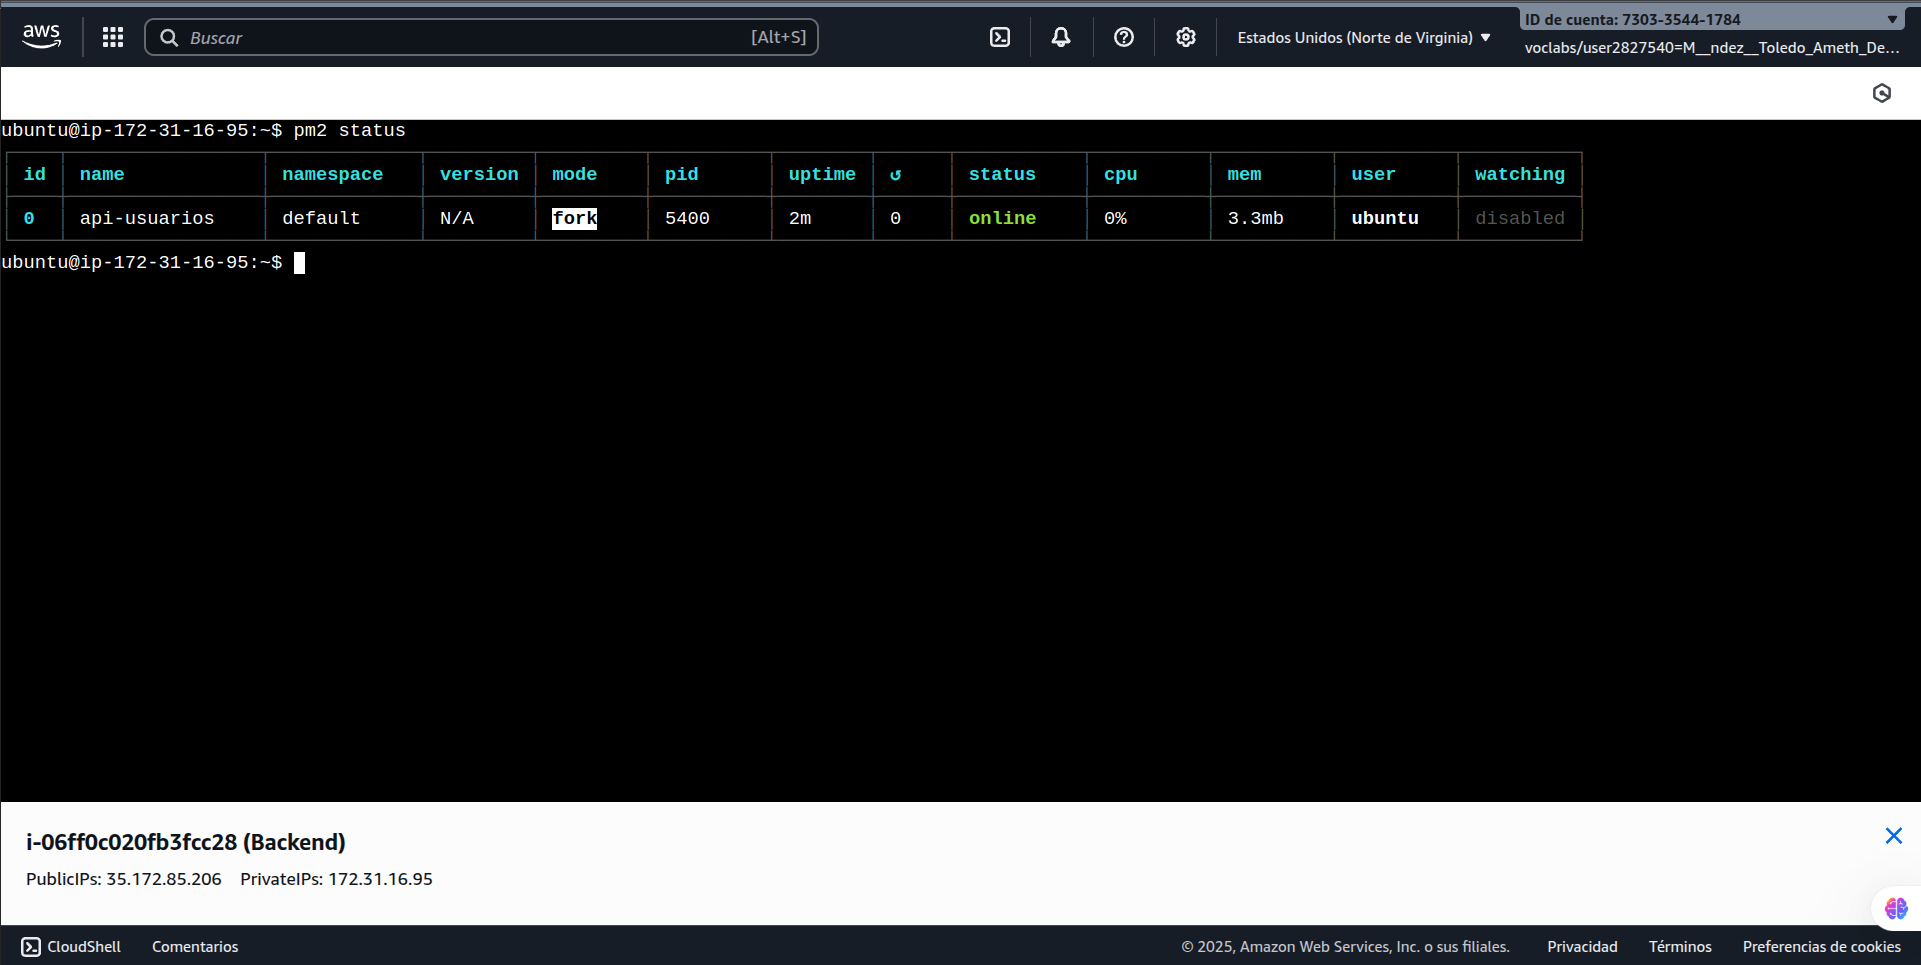 aws
Buscar [Alt+S]
Estados Unidos (Norte de Virginia)
ID de cuenta: 7303-3544-1784
voclabs/user2827540=M__ndez__Toledo_Ameth_De...
ubuntu@ip-172-31-16-95:~$ pm2 status
id name namespace version mode pid uptime ↺ status cpu mem user watching
0 api-usuarios default N/A fork 5400 2m 0 online 0% 3.3mb ubuntu disabled
ubuntu@ip-172-31-16-95:~$
i-06ff0c020fb3fcc28 (Backend)
PublicIPs: 35.172.85.206 PrivateIPs: 172.31.16.95
CloudShell Comentarios © 2025, Amazon Web Services, Inc. o sus filiales. Privacidad Términos Preferencias de cookies